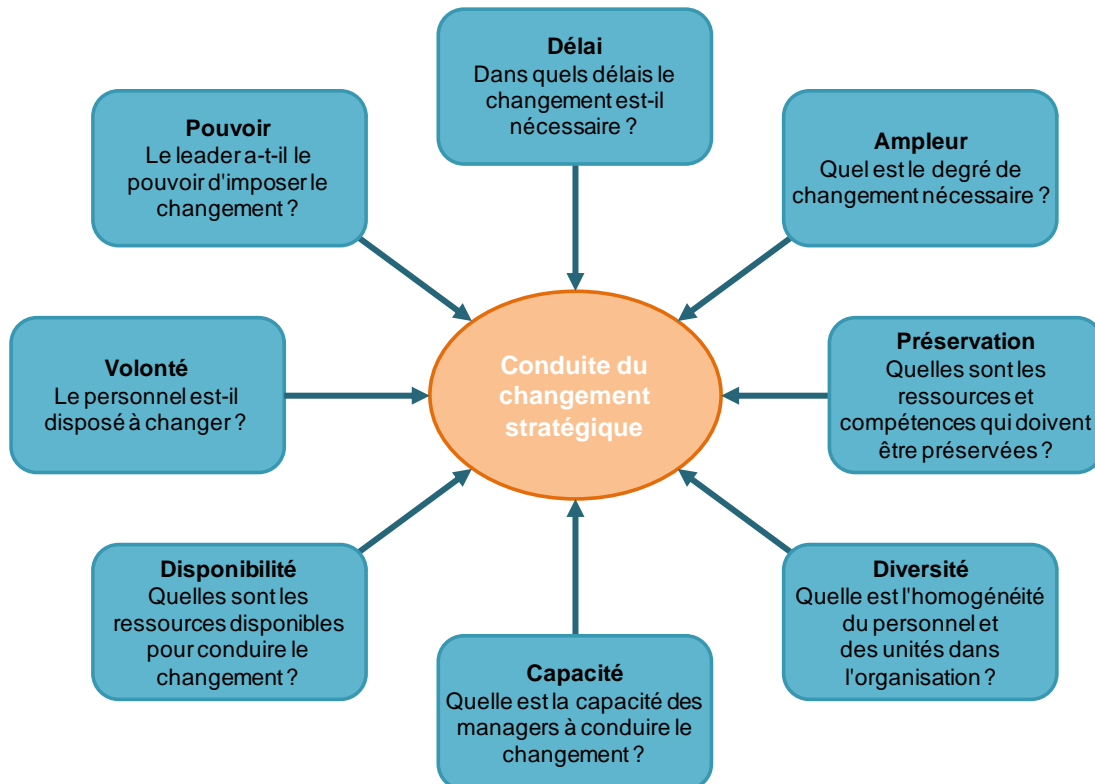 Délai
Dans quels délais le
changement est-il
nécessaire ?
Pouvoir
Le leader a-t-il le
pouvoir d'imposer le
changement ?
Ampleur
Quel est le degré de
changement nécessaire ?
Volonté
Le personnel est-il
disposé à changer ?
Conduite du
changement
stratégique
Préservation
Quelles sont les
ressources et
compétences qui doivent
être préservées ?
Disponibilité
Quelles sont les
ressources disponibles
pour conduire le
changement ?
Capacité
Quelle est la capacité des
managers à conduire le
changement ?
Diversité
Quelle est l'homogénéité
du personnel et
des unités dans
l'organisation ?